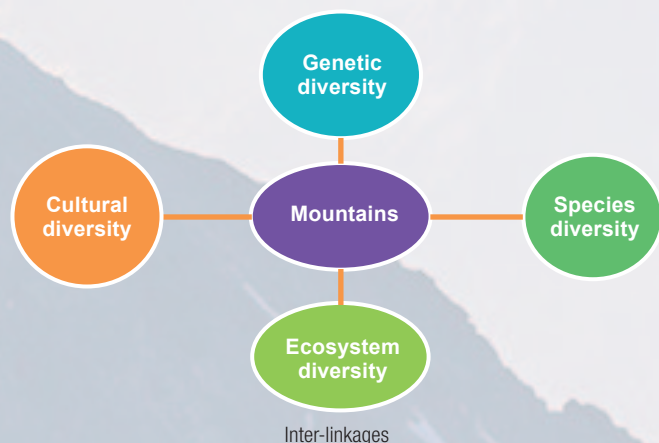 Genetic
diversity
Cultural
diversity
Mountains
Species
diversity
Ecosystem
diversity
Inter-linkages